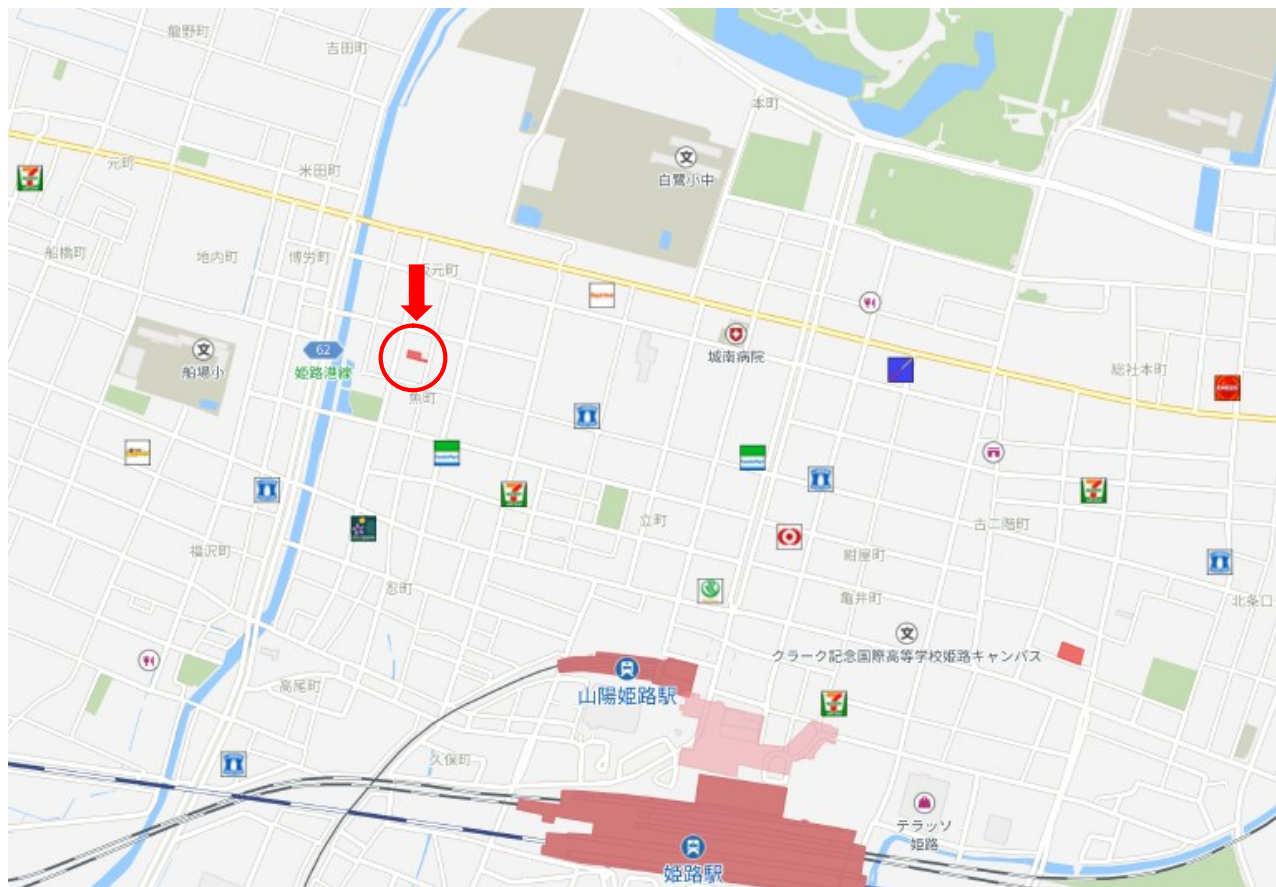 龍野町
吉田町
本町
白鷺小中
元町
米田町
船橋町
地内町
博労町
坂元町
62
姫路港線
船場小
城南病院
総社本町
魚町
立町
古二階町
福沢町
紺屋町
忍町
亀井町
北条口
クラーク記念国際高等学校姫路キャンパス
山陽姫路駅
高尾町
久保町
テラッソ
姫路
姫路駅